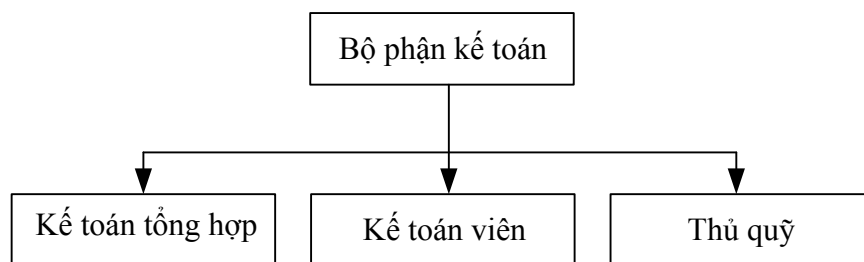 Bộ phận kế toán
Kế toán tổng hợp
Kế toán viên
Thủ quỹ